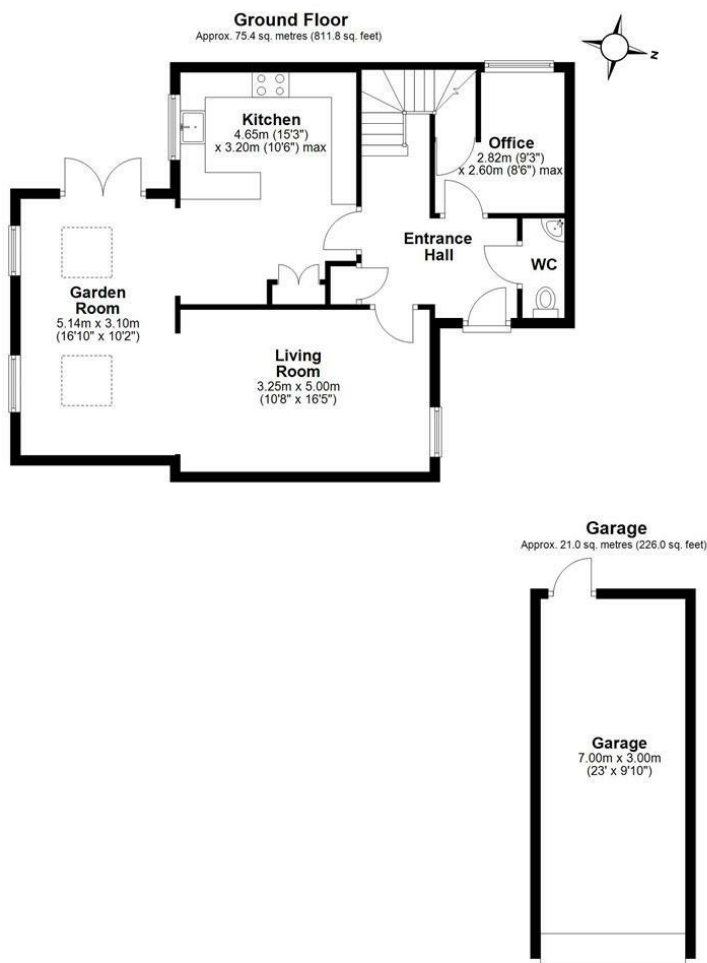 Ground Floor
Approx. 75.4 sq. metres (811.8 sq. feet)
N
Kitchen
4.65m (15'3")
x 3.20m (10'6") max
Office
2.82m (9'3")
x 2.60m (8'6") max
Entrance
Hall
WC
Garden
Room
5.14m x 3.10m
(16'10" x 10'2")
Living
Room
3.25m x 5.00m
(10'8" x 16'5")
Garage
Approx. 21.0 sq. metres (226.0 sq. feet)
Garage
7.00m x 3.00m
(23' x 9'10")